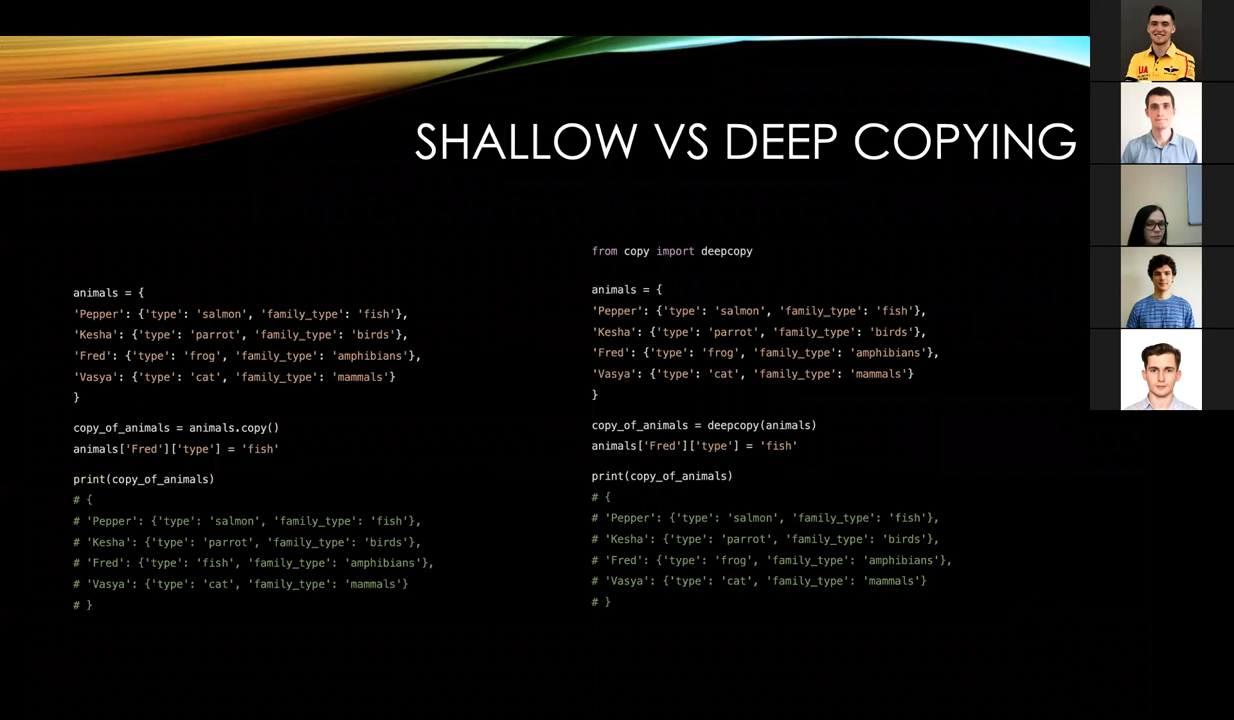 SHALLOW VS DEEP COPYING
animals = {
'Pepper': {'type': 'salmon', 'family_type': 'fish'},
'Kesha': {'type': 'parrot', 'family_type': 'birds'},
'Fred': {'type': 'frog', 'family_type': 'amphibians'},
'Vasya': {'type': 'cat', 'family_type': 'mammals'}
}
copy_of_animals = animals.copy()
animals['Fred']['type'] = 'fish'
print(copy_of_animals)
# {
# 'Pepper': {'type': 'salmon', 'family_type': 'fish'},
# 'Kesha': {'type': 'parrot', 'family_type': 'birds'},
# 'Fred': {'type': 'fish', 'family_type': 'amphibians'},
# 'Vasya': {'type': 'cat', 'family_type': 'mammals'}
# }
from copy import deepcopy
animals = {
'Pepper': {'type': 'salmon', 'family_type': 'fish'},
'Kesha': {'type': 'parrot', 'family_type': 'birds'},
'Fred': {'type': 'frog', 'family_type': 'amphibians'},
'Vasya': {'type': 'cat', 'family_type': 'mammals'}
}
copy_of_animals = deepcopy(animals)
animals['Fred']['type'] = 'fish'
print(copy_of_animals)
# {
# 'Pepper': {'type': 'salmon', 'family_type': 'fish'},
# 'Kesha': {'type': 'parrot', 'family_type': 'birds'},
# 'Fred': {'type': 'frog', 'family_type': 'amphibians'},
# 'Vasya': {'type': 'cat', 'family_type': 'mammals'}
# }
UA